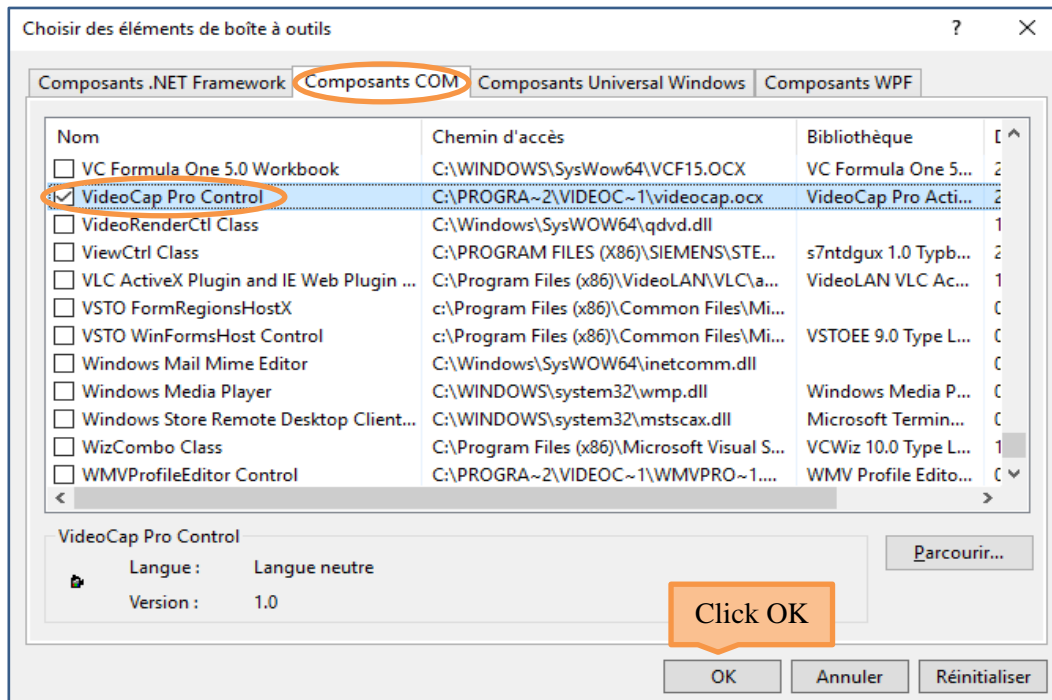 Choisir des éléments de boîte à outils ? ×
Composants .NET Framework Composants COM Composants Universal Windows Composants WPF
Nom Chemin d'accès Bibliothèque
VC Formula One 5.0 Workbook C:\WINDOWS\SysWow64\VCF15.OCX VC Formula One 5... 2
VideoCap Pro Control C:\PROGRA~2\VIDEOC~1\videocap.ocx VideoCap Pro Acti... 2
VideoRenderCtl Class C:\Windows\SysWOW64\qdvd.dll 1
ViewCtrl Class C:\PROGRAM FILES (X86)\SIEMENS\STE... s7ntdgux 1.0 Typb... 2
VLC ActiveX Plugin and IE Web Plugin ... C:\Program Files (x86)\VideoLAN\VLC\a... VideoLAN VLC Ac... 1
VSTO FormRegionsHostX c:\Program Files (x86)\Common Files\Mi...
VSTO WinFormsHost Control c:\Program Files (x86)\Common Files\Mi... VSTOEE 9.0 Type L...
Windows Mail Mime Editor C:\Windows\SysWOW64\inetcomm.dll
Windows Media Player C:\WINDOWS\system32\wmp.dll Windows Media P...
Windows Store Remote Desktop Client... C:\WINDOWS\system32\mstscax.dll Microsoft Termin...
WizCombo Class C:\Program Files (x86)\Microsoft Visual S... VCWiz 10.0 Type L... 1
WMVProfileEditor Control C:\PROGRA~2\VIDEOC~1\WMVPRO~1.... WMV Profile Edito...
VideoCap Pro Control
Langue : Langue neutre
Version : 1.0
Parcourir...
Click OK
OK Annuler Réinitialiser